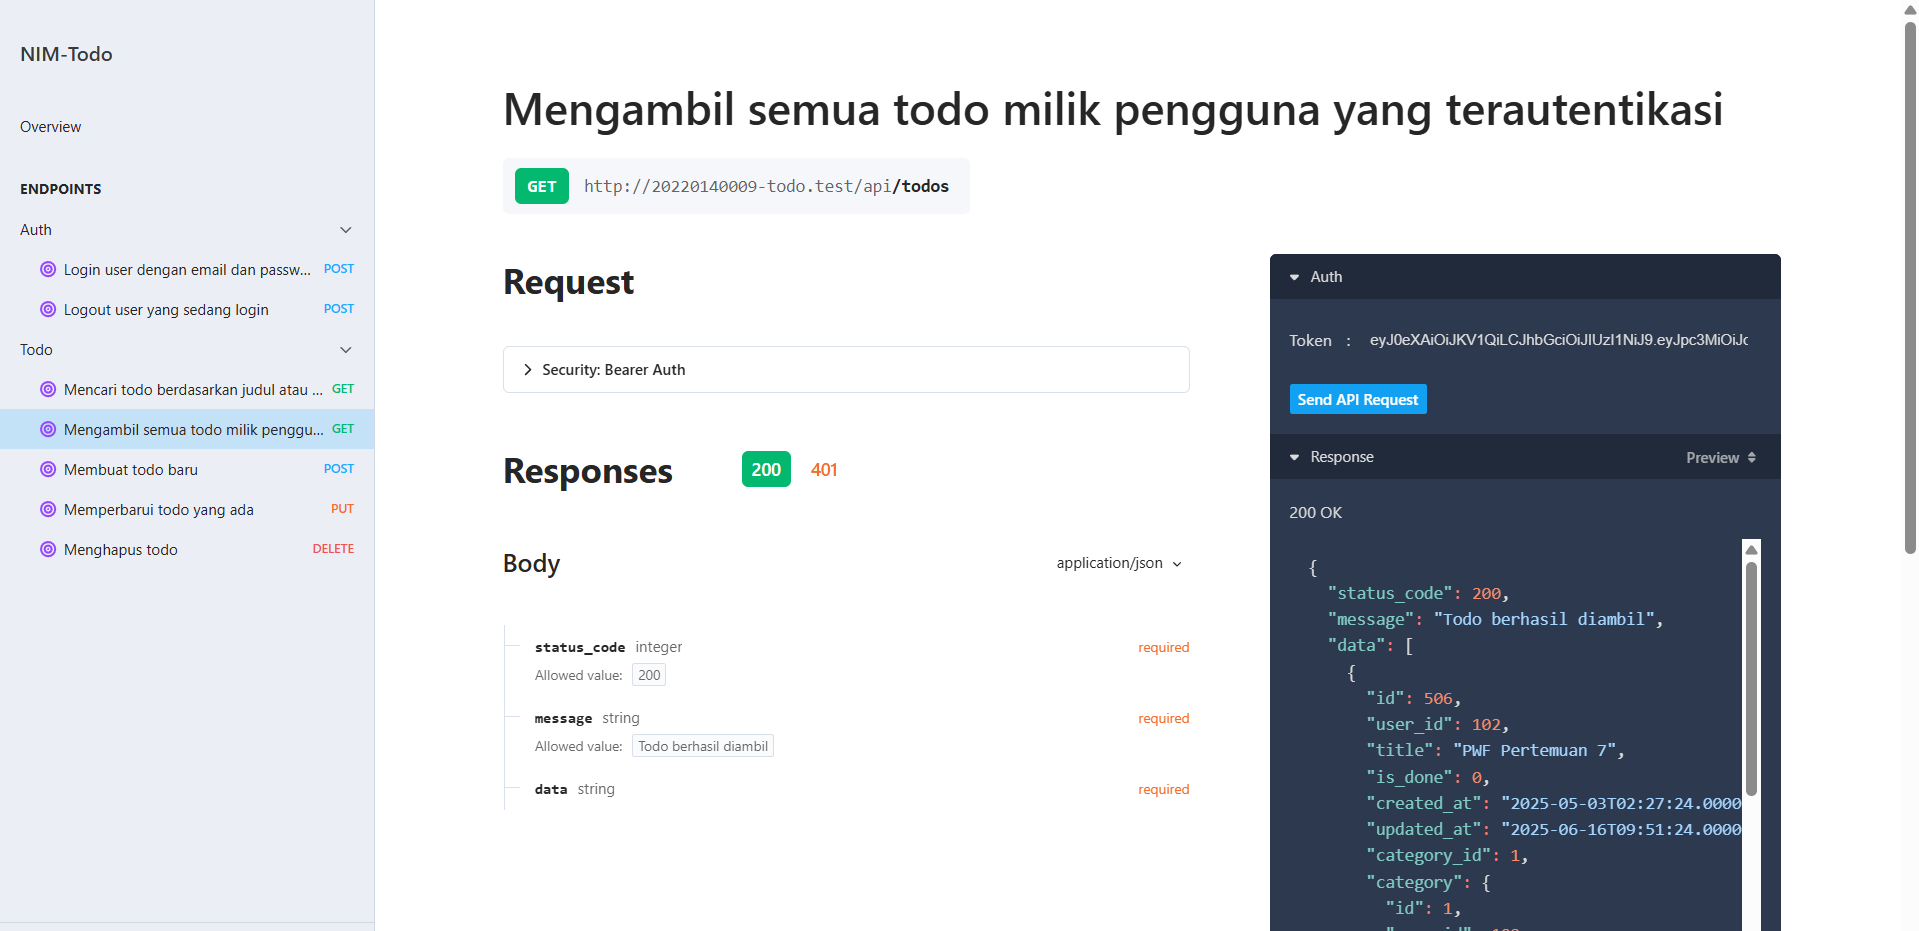 NIM-Todo
Overview
ENDPOINTS
Auth
Login user dengan email dan passw... POST
Logout user yang sedang login POST
Todo
Mencari todo berdasarkan judul atau ... GET
Mengambil semua todo milik penggu... GET
Membuat todo baru POST
Memperbarui todo yang ada PUT
Menghapus todo DELETE
Mengambil semua todo milik pengguna yang terautentikasi
GET http://20220140009-todo.test/api/todos
Request
Security: Bearer Auth
Responses 200 401
Body application/json
status_code integer required
Allowed value: 200
message string required
Allowed value: Todo berhasil diambil
data string required
Auth
Token : eyJ0eXAiOiJKV1QiLCJhbGciOiJIUzI1NiJ9.eyJpc3MiOiJo
Send API Request
Response Preview
200 OK
{
"status_code": 200,
"message": "Todo berhasil diambil",
"data": [
{
"id": 506,
"user_id": 102,
"title": "PWF Pertemuan 7",
"is_done": 0,
"created_at": "2025-05-03T02:27:24.0000
"updated_at": "2025-06-16T09:51:24.0000
"category_id": 1,
"category": {
"id": 1,